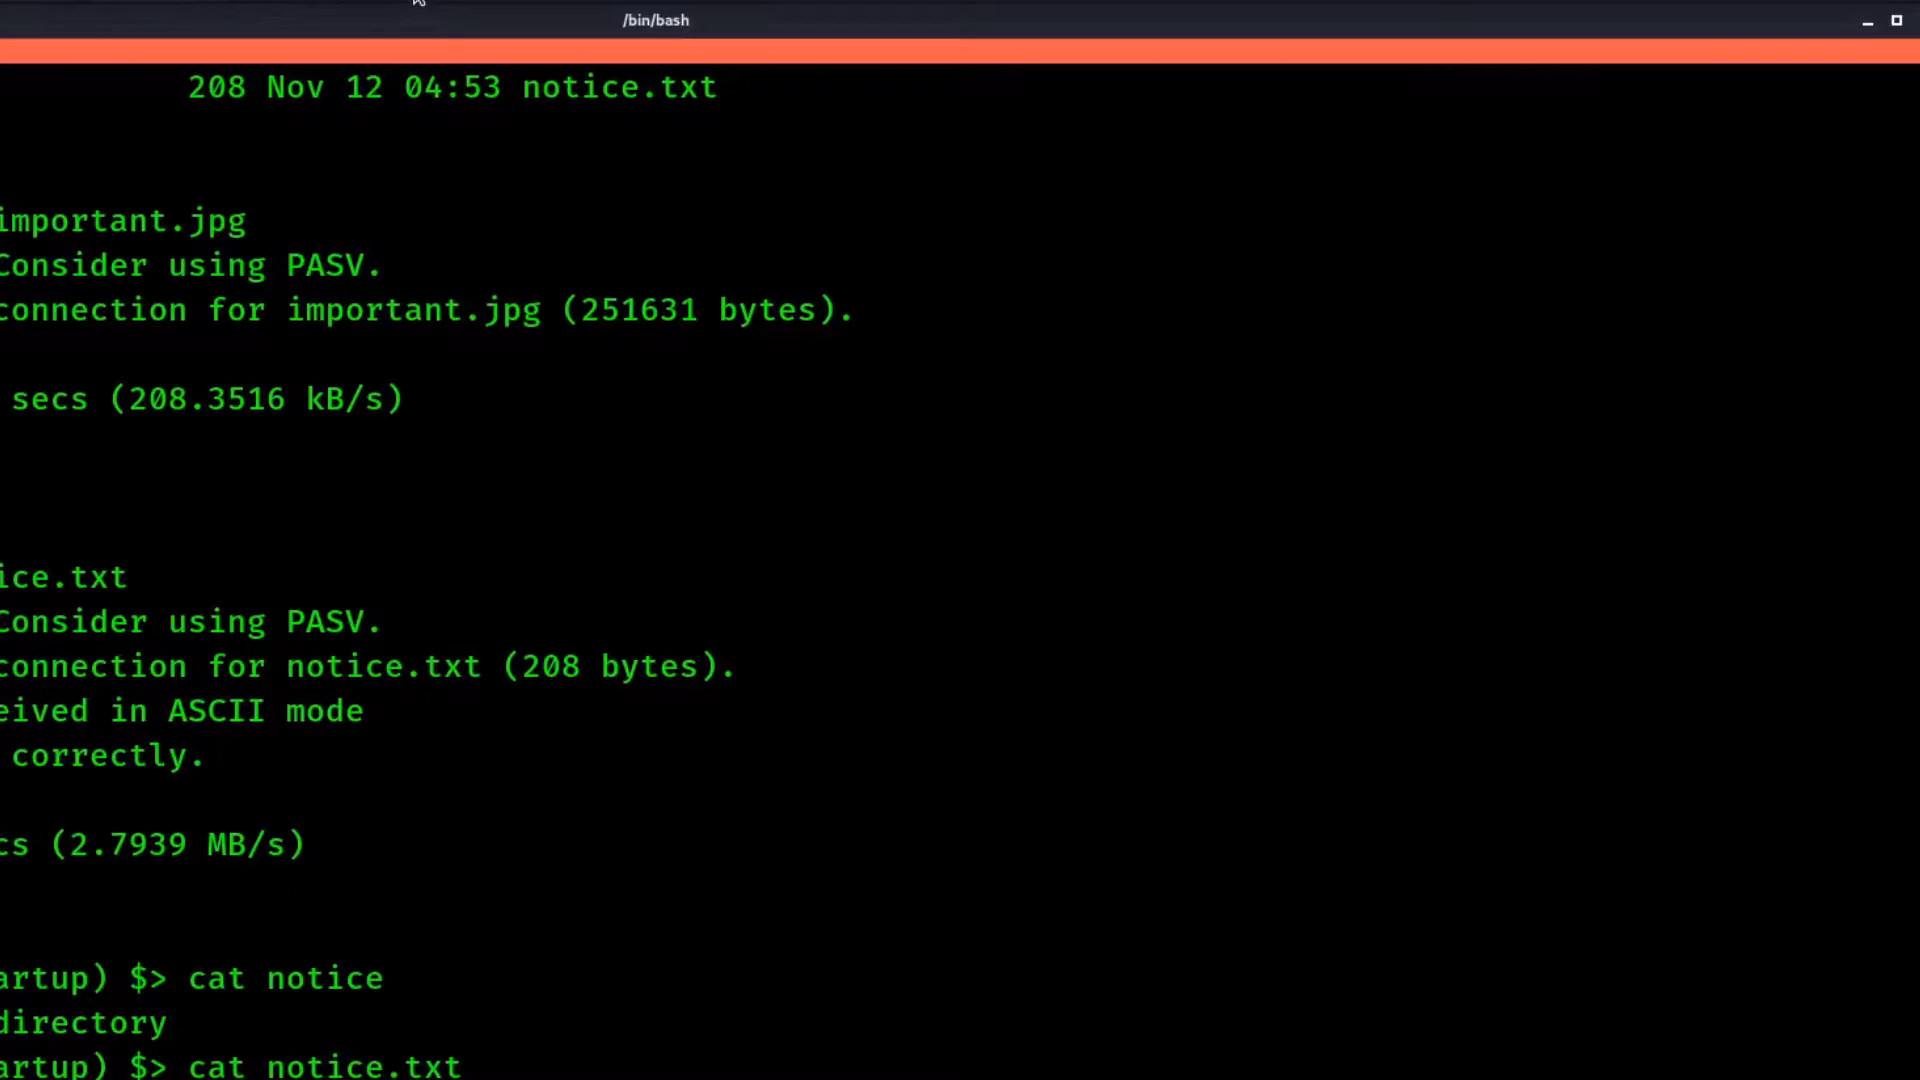 /bin/bash
208 Nov 12 04:53 notice.txt
important.jpg
Consider using PASV.
connection for important.jpg (251631 bytes).
secs (208.3516 kB/s)
ice.txt
Consider using PASV.
connection for notice.txt (208 bytes).
eived in ASCII mode
correctly.
cs (2.7939 MB/s)
artup) $> cat notice
directory
artup) $> cat notice.txt